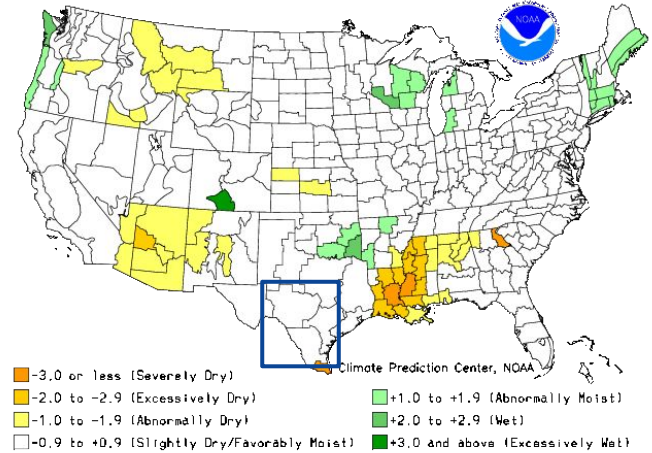 NOAA
Climate Prediction Center, NOAA
-3.0 or less (Severely Dry)
-2.0 to -2.9 (Excessively Dry)
-1.0 to -1.9 (Abnormally Dry)
-0.9 to +0.9 (Slightly Dry/Favorably Moist)
+1.0 to +1.9 (Abnormally Moist)
+2.0 to +2.9 (Wet)
+3.0 and above (Excessively Wet)